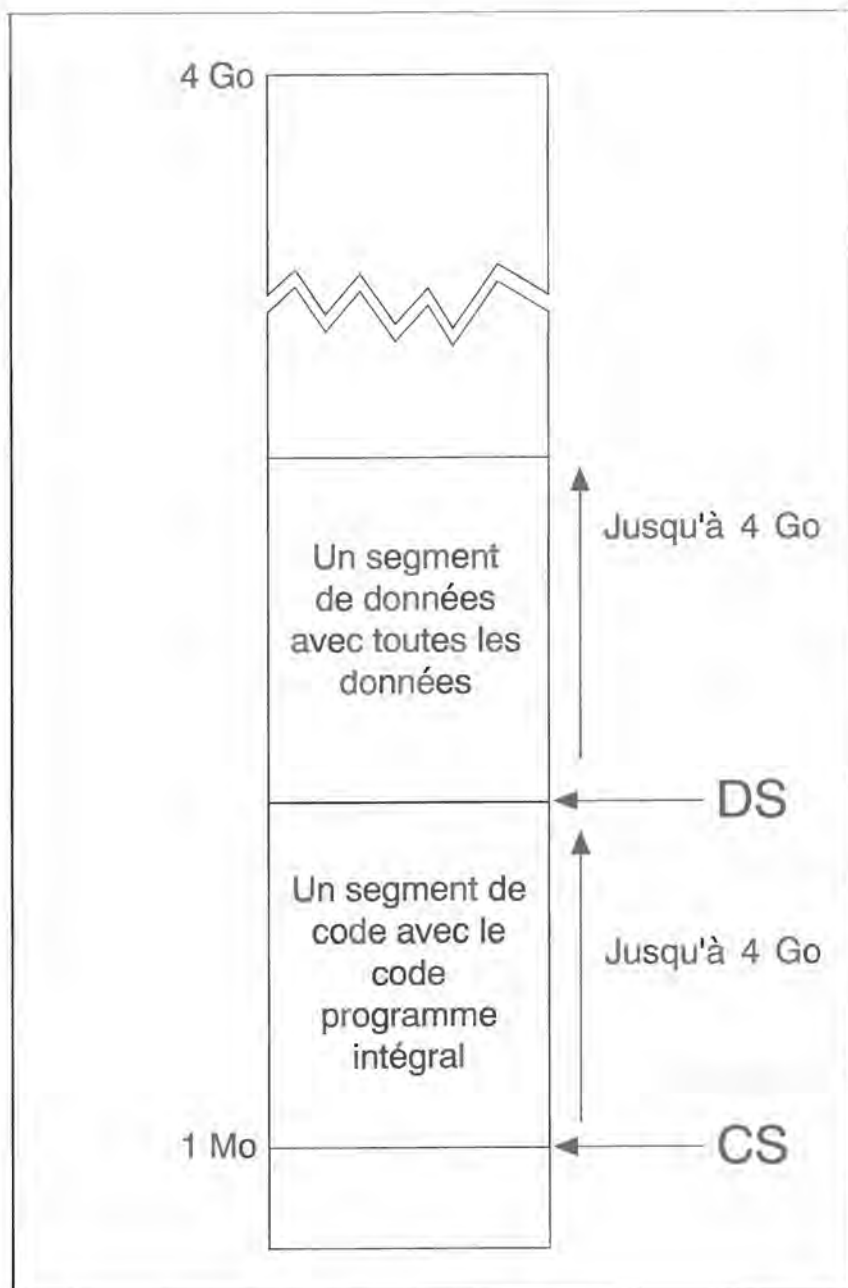 4 Go
Jusqu'à 4 Go
Un segment
de données
avec toutes les
données
DS
Un segment de
code avec le
code
programme
intégral
Jusqu'à 4 Go
1 Mo
CS